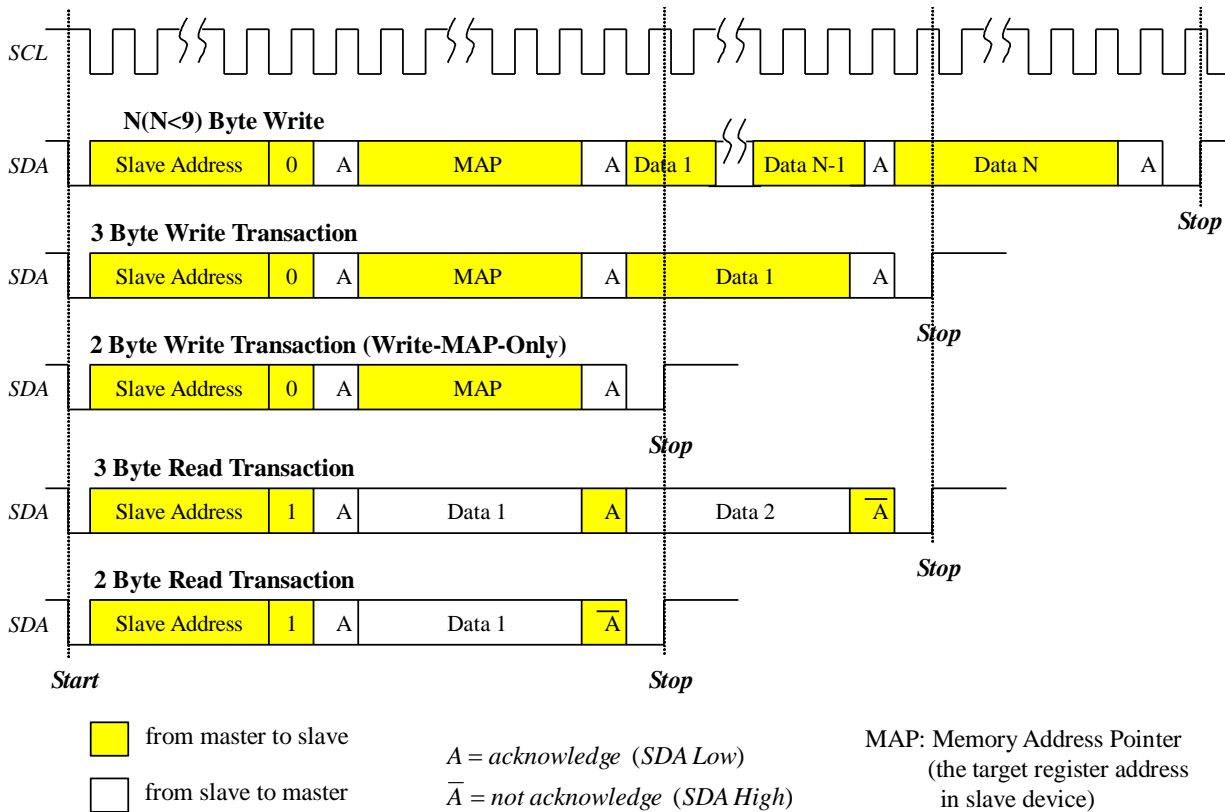 SCL
N(N<9) Byte Write
SDA Slave Address 0 A MAP A Data 1 Data N-1 A Data N A
Stop
3 Byte Write Transaction
SDA Slave Address 0 A MAP A Data 1 A
Stop
2 Byte Write Transaction (Write-MAP-Only)
SDA Slave Address 0 A MAP A
Stop
3 Byte Read Transaction
SDA Slave Address 1 A Data 1 A Data 2 A̅
Stop
2 Byte Read Transaction
SDA Slave Address 1 A Data 1 A̅
Start Stop
from master to slave
from slave to master
A = acknowledge (SDA Low)
A̅ = not acknowledge (SDA High)
MAP: Memory Address Pointer
(the target register address
in slave device)